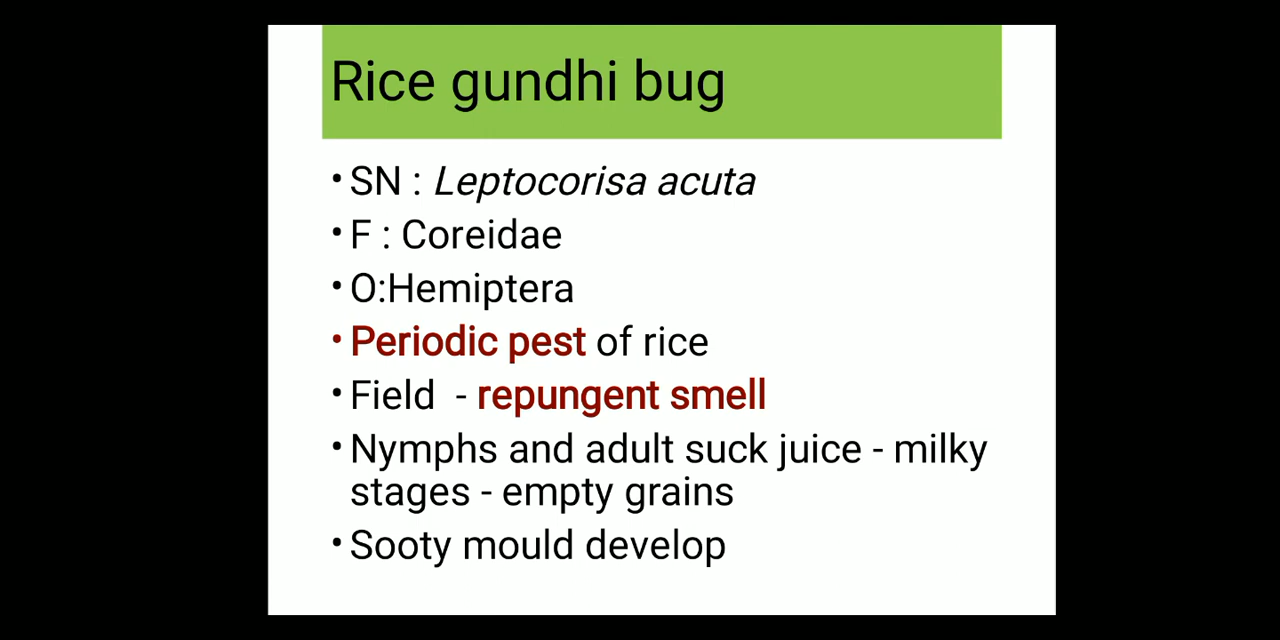 Rice gundhi bug
• SN : Leptocorisa acuta
• F : Coreidae
• O:Hemiptera
• Periodic pest of rice
• Field - repungent smell
• Nymphs and adult suck juice - milky
stages - empty grains
• Sooty mould develop